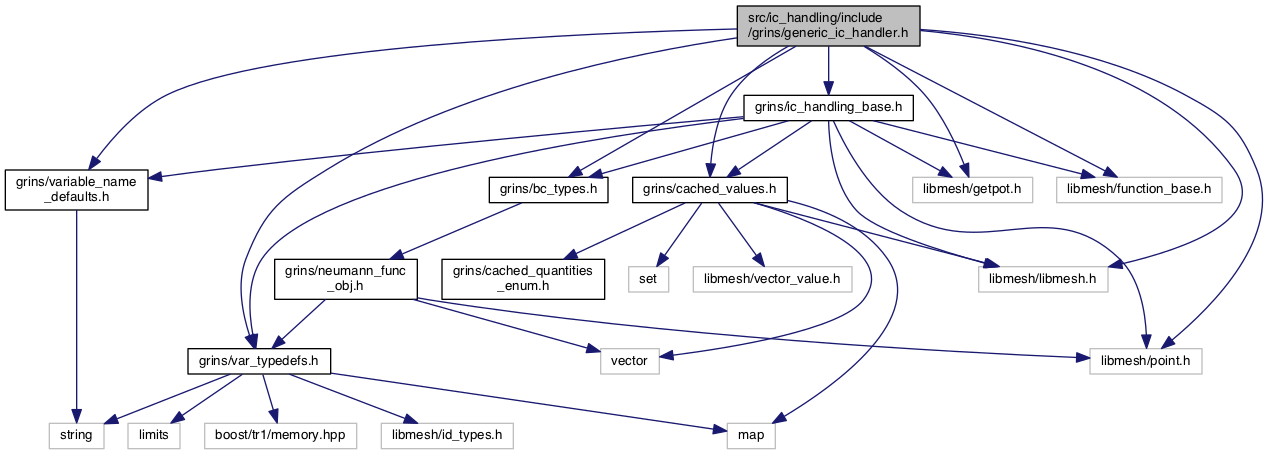 src/ic_handling/include
/grins/generic_ic_handler.h
grins/ic_handling_base.h
grins/variable_name
_defaults.h
grins/bc_types.h
grins/cached_values.h
libmesh/getpot.h
libmesh/function_base.h
grins/neumann_func
_obj.h
grins/cached_quantities
_enum.h
set
libmesh/vector_value.h
libmesh/libmesh.h
grins/var_typedefs.h
vector
libmesh/point.h
string
limits
boost/tr1/memory.hpp
libmesh/id_types.h
map